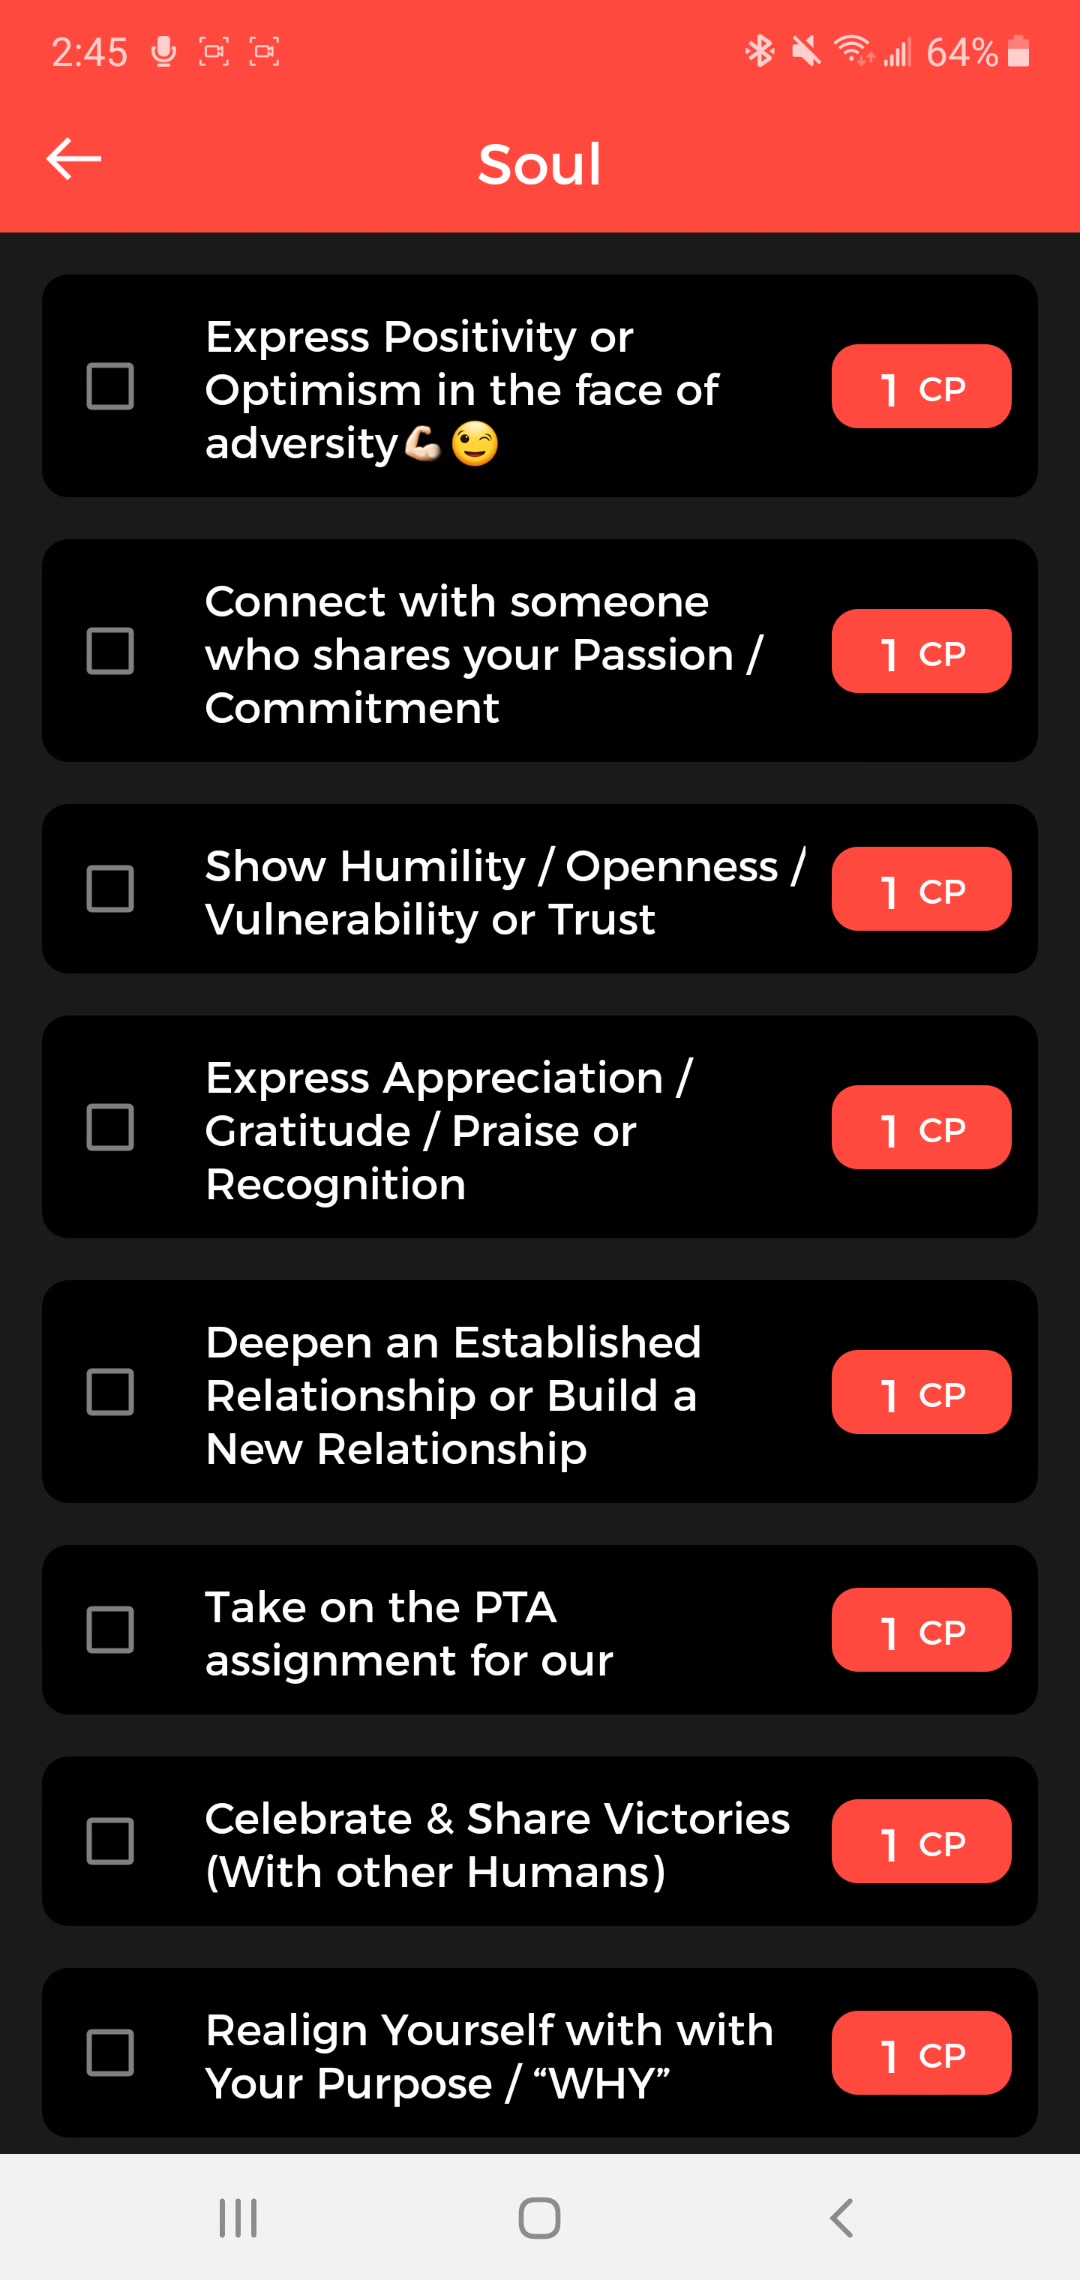 2:45
64%
Soul
Express Positivity or
Optimism in the face of
adversity💪🏻😉
1 CP
Connect with someone
who shares your Passion /
Commitment
1 CP
Show Humility / Openness /
Vulnerability or Trust
1 CP
Express Appreciation /
Gratitude / Praise or
Recognition
1 CP
Deepen an Established
Relationship or Build a
New Relationship
1 CP
Take on the PTA
assignment for our
1 CP
Celebrate & Share Victories
(With other Humans)
1 CP
Realign Yourself with with
Your Purpose / “WHY”
1 CP